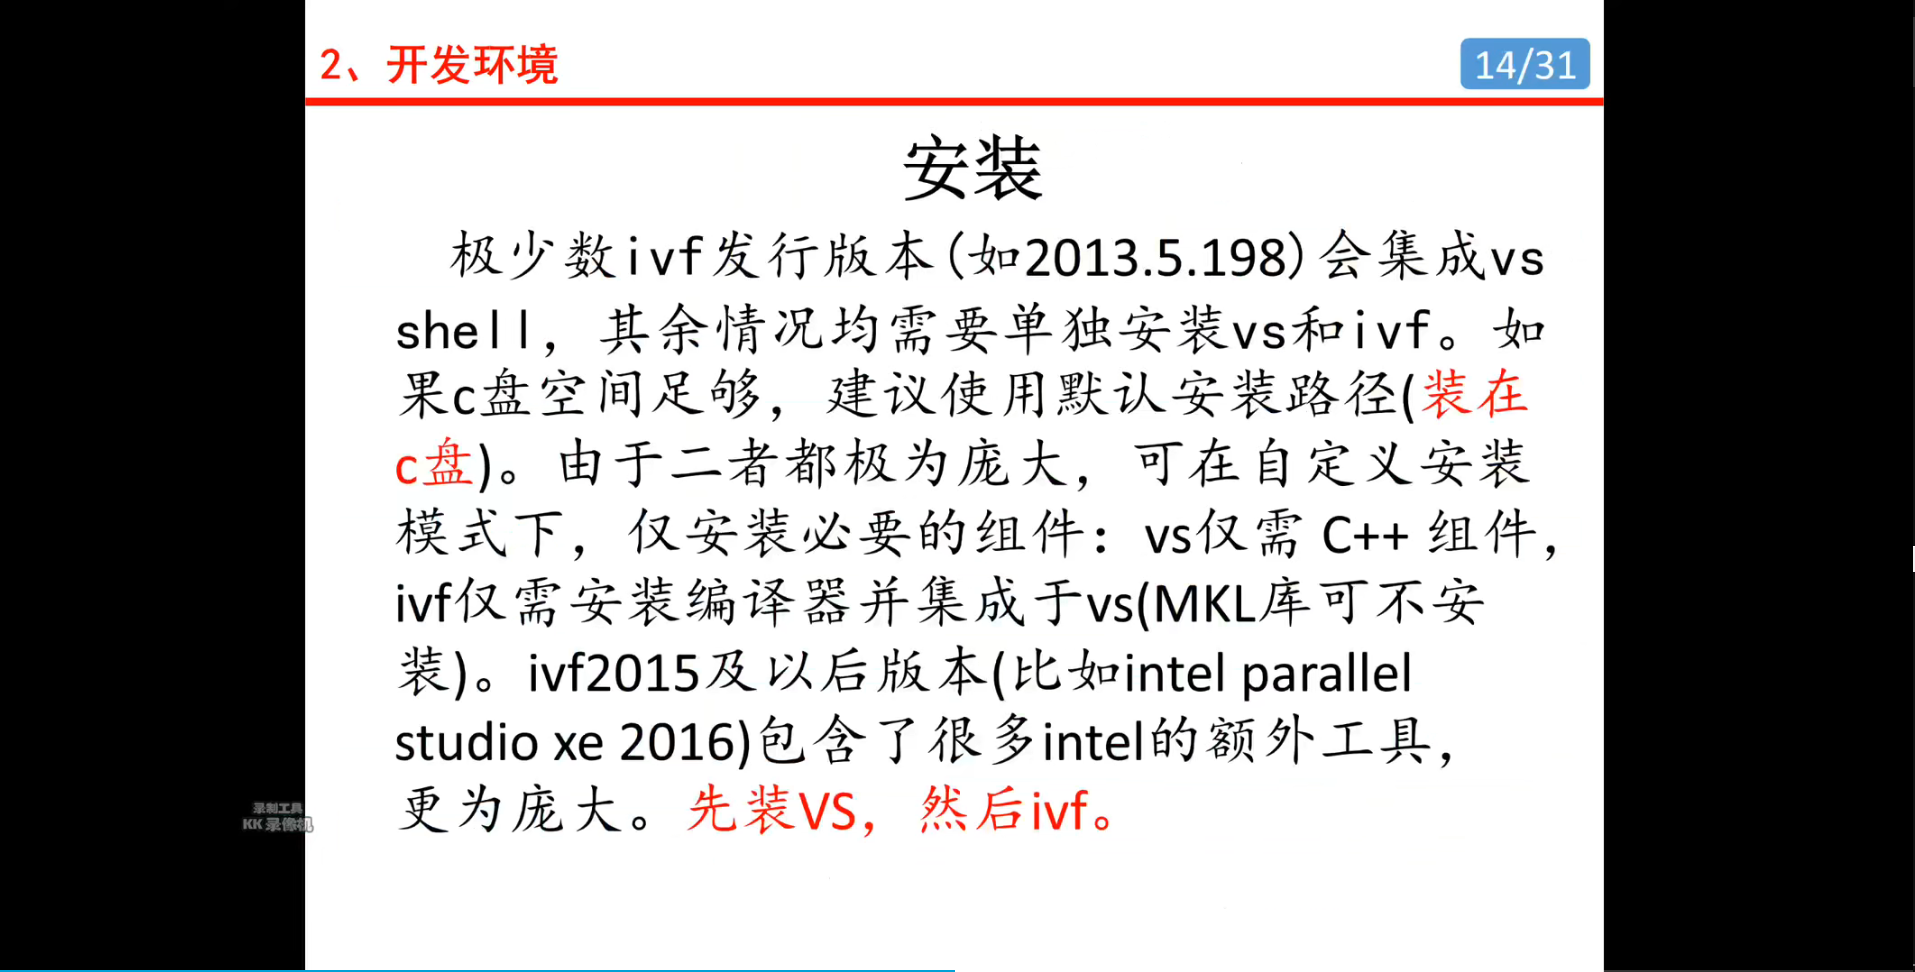 2、开发环境
14/31
安装
极少数ivf发行版本(如2013.5.198)会集成vs
shell，其余情况均需要单独安装vs和ivf。如
果c盘空间足够，建议使用默认安装路径(装在
c盘)。由于二者都极为庞大，可在自定义安装
模式下，仅安装必要的组件：vs仅需 C++ 组件，
ivf仅需安装编译器并集成于vs(MKL库可不安
装)。ivf2015及以后版本(比如intel parallel
studio xe 2016)包含了很多intel的额外工具，
更为庞大。先装VS，然后ivf。
录制工具
KK 录像机